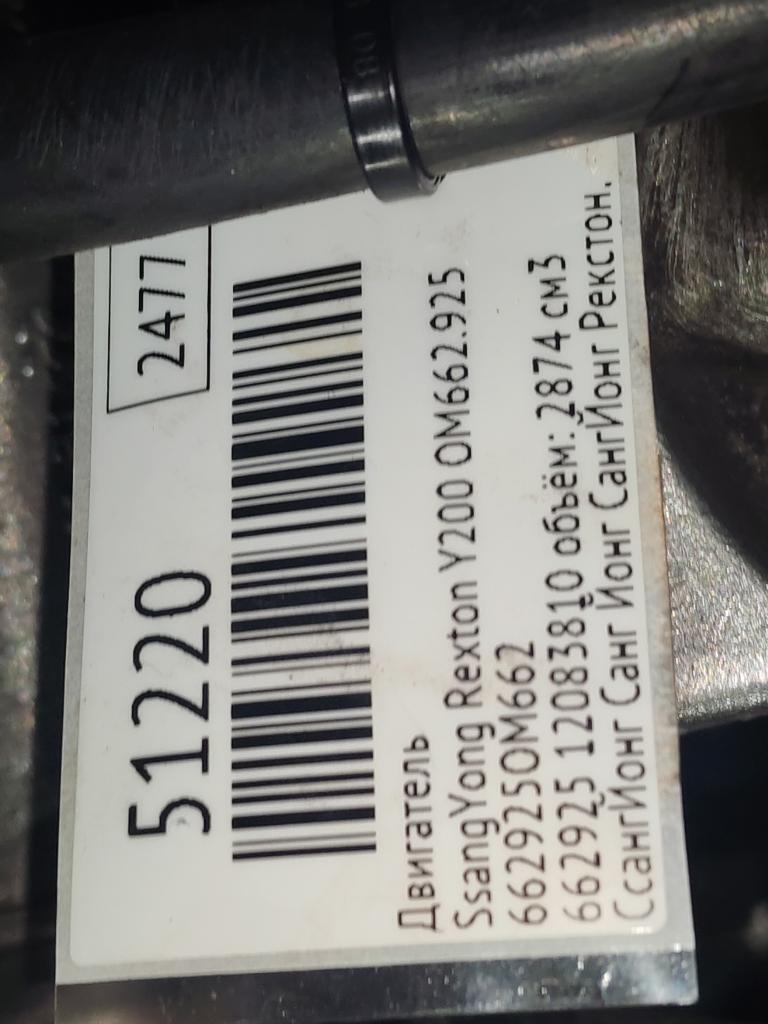 51220
2477
Двигатель
SsangYong Rexton Y200 OM662.925
662925OM662
662925 12083810 объём: 2874 см3
СсангЙонг Санг Йонг СангЙонг Рекстон.